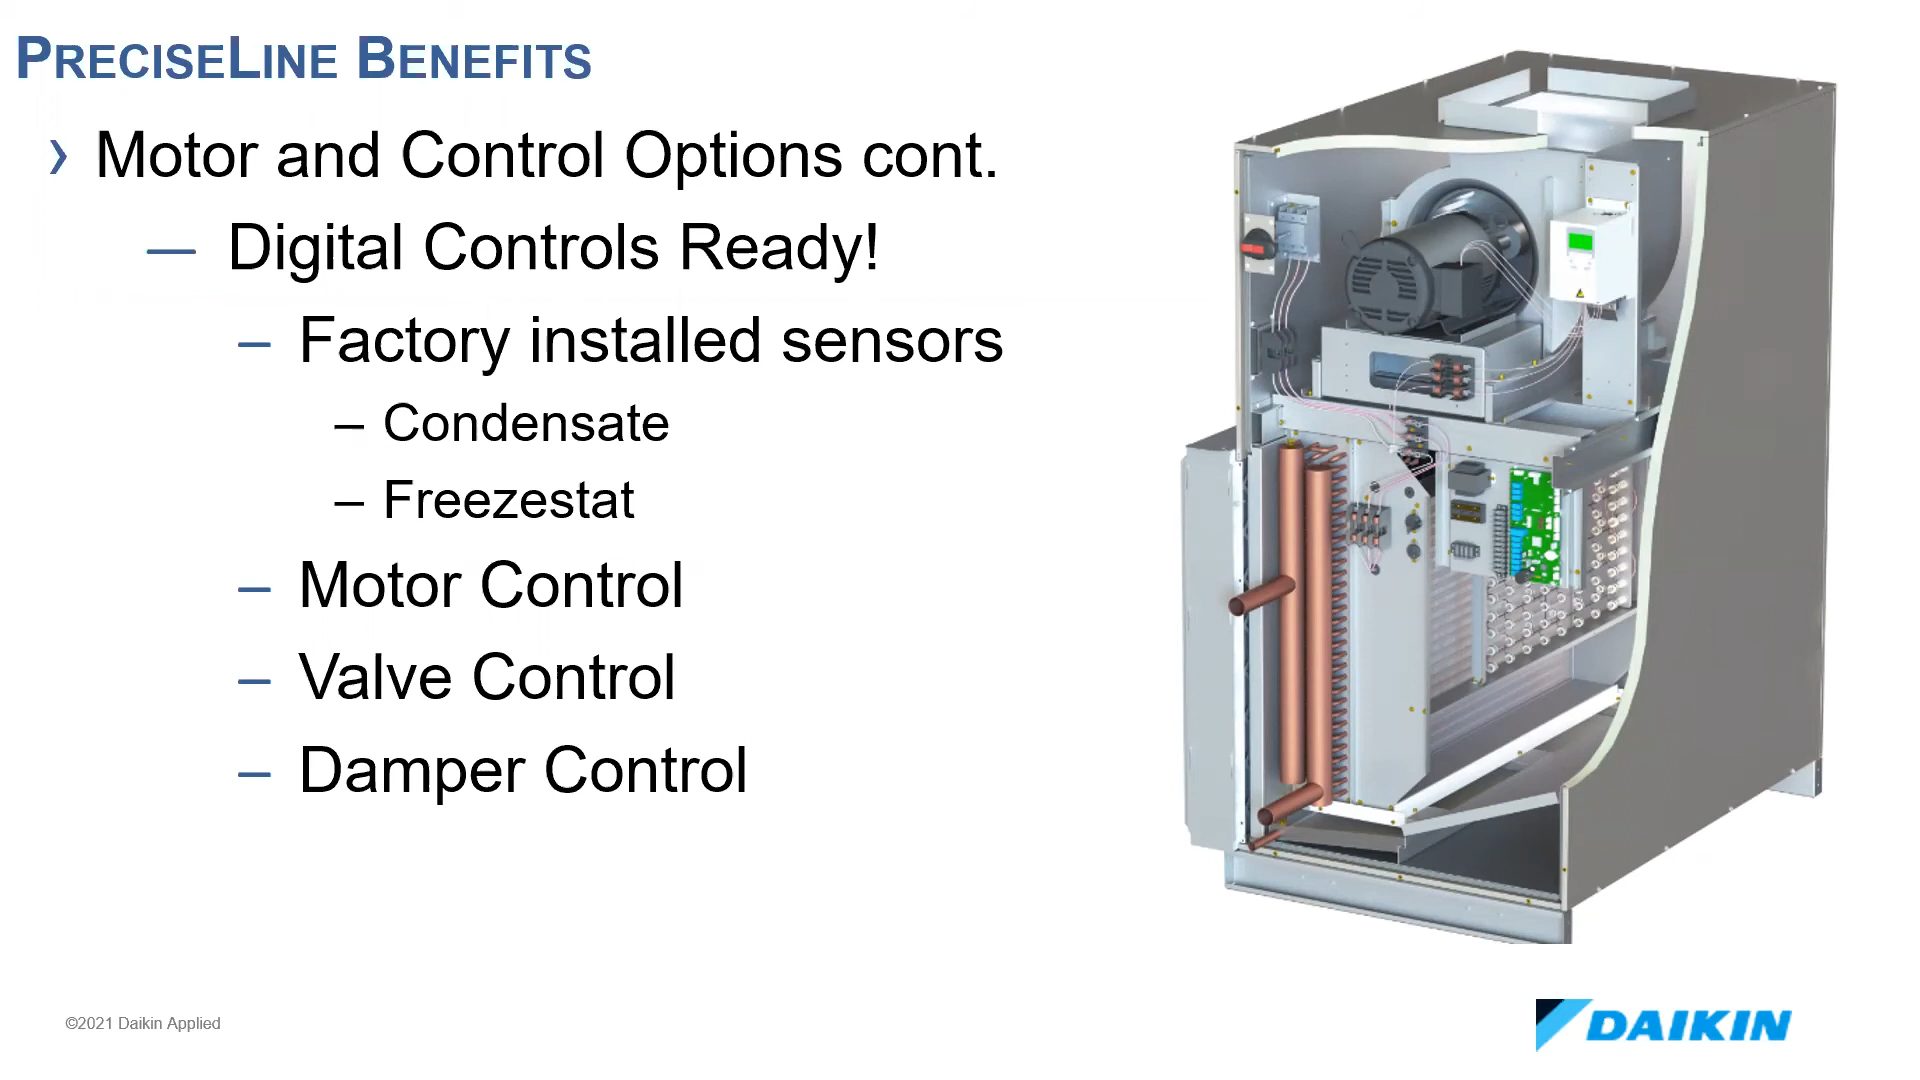 PRECISELINE BENEFITS
› Motor and Control Options cont.
— Digital Controls Ready!
– Factory installed sensors
– Condensate
– Freezestat
– Motor Control
– Valve Control
– Damper Control
©2021 Daikin Applied
DAIKIN